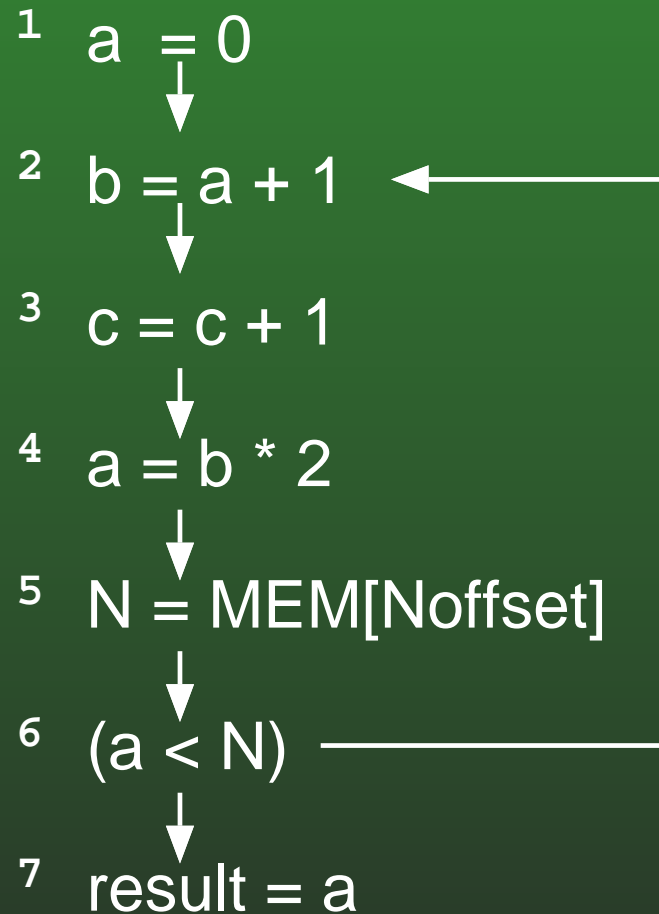 1 a = 0
2 b = a + 1
3 c = c + 1
4 a = b * 2
5 N = MEM[Noffset]
6 (a < N)
7 result = a